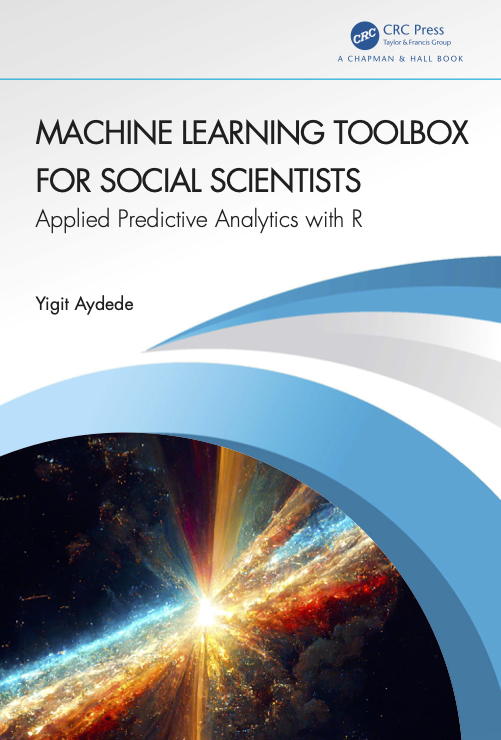 CRC
CRC Press
Taylor & Francis Group
A CHAPMAN & HALL BOOK
MACHINE LEARNING TOOLBOX
FOR SOCIAL SCIENTISTS
Applied Predictive Analytics with R
Yigit Aydede